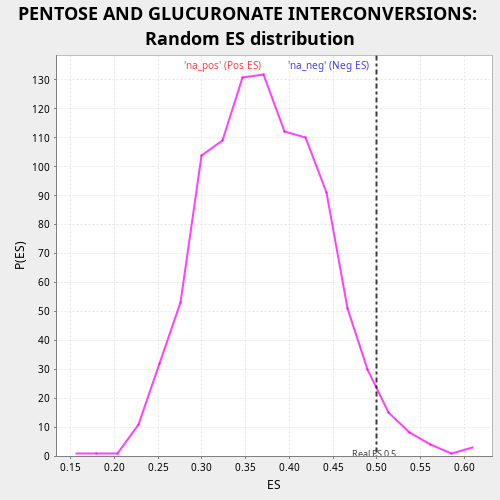 PENTOSE AND GLUCURONATE INTERCONVERSIONS:
Random ES distribution
'na_pos' (Pos ES)
'na_neg' (Neg ES)
130
120
110
100
90
80
70
60
50
40
30
20
10
0
P(ES)
Real ES 0.5
0.15 0.20 0.25 0.30 0.35 0.40 0.45 0.50 0.55 0.60
ES